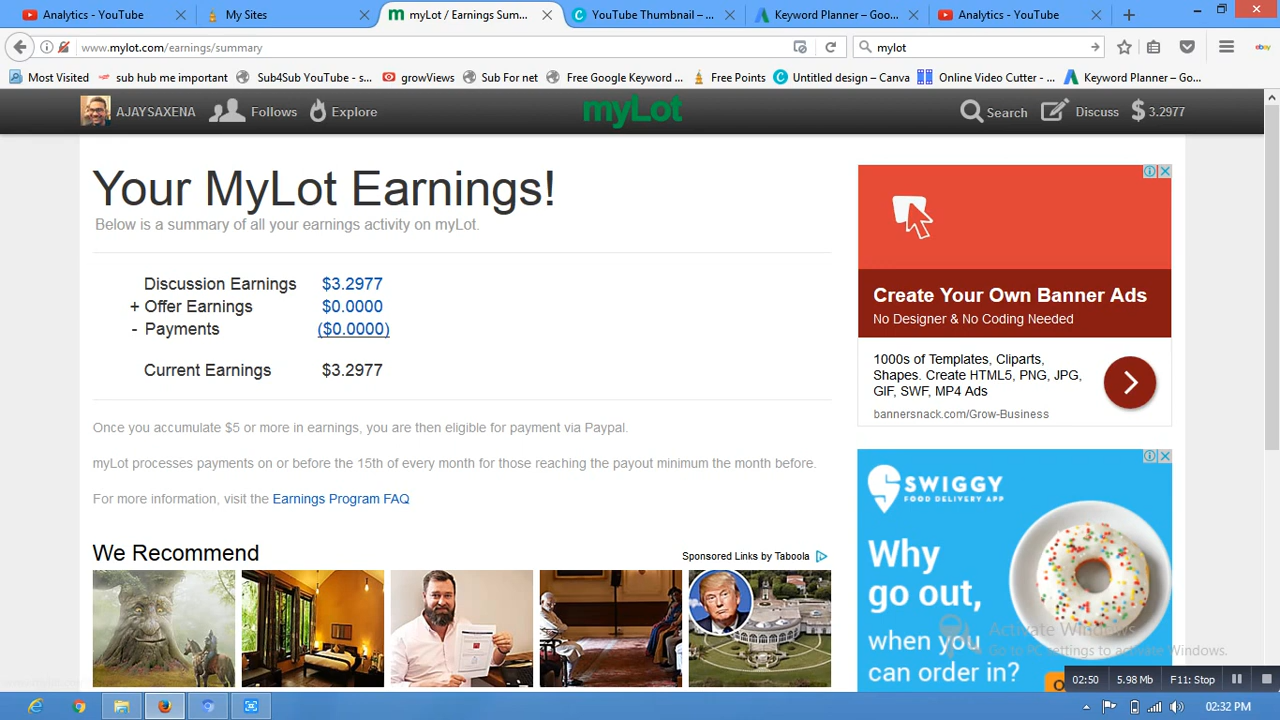 Analytics - YouTube
My Sites
myLot / Earnings Sum...
YouTube Thumbnail – ...
Keyword Planner – Goo...
Analytics - YouTube
www.mylot.com/earnings/summary
mylot
Most Visited
sub hub me important
Sub4Sub YouTube - s...
growViews
Sub For net
Free Google Keyword ...
Free Points
Untitled design – Canva
Online Video Cutter - ...
Keyword Planner – Go...
AJAYSAXENA
Follows
Explore
myLot
Search
Discuss
$ 3.2977
Your MyLot Earnings!
Below is a summary of all your earnings activity on myLot.
Discussion Earnings $3.2977
+ Offer Earnings $0.0000
- Payments ($0.0000)
Current Earnings $3.2977
Once you accumulate $5 or more in earnings, you are then eligible for payment via Paypal.
myLot processes payments on or before the 15th of every month for those reaching the payout minimum the month before.
For more information, visit the Earnings Program FAQ
We Recommend
Sponsored Links by Taboola
Create Your Own Banner Ads
No Designer & No Coding Needed
1000s of Templates, Cliparts,
Shapes. Create HTML5, PNG, JPG,
GIF, SWF, MP4 Ads
bannersnack.com/Grow-Business
SWIGGY
FOOD DELIVERY APP
Why
go out,
when you
can order in?
Activate Windows
Go to PC settings to activate Windows.
02:50
5.98 MB
F11: Stop
02:32 PM